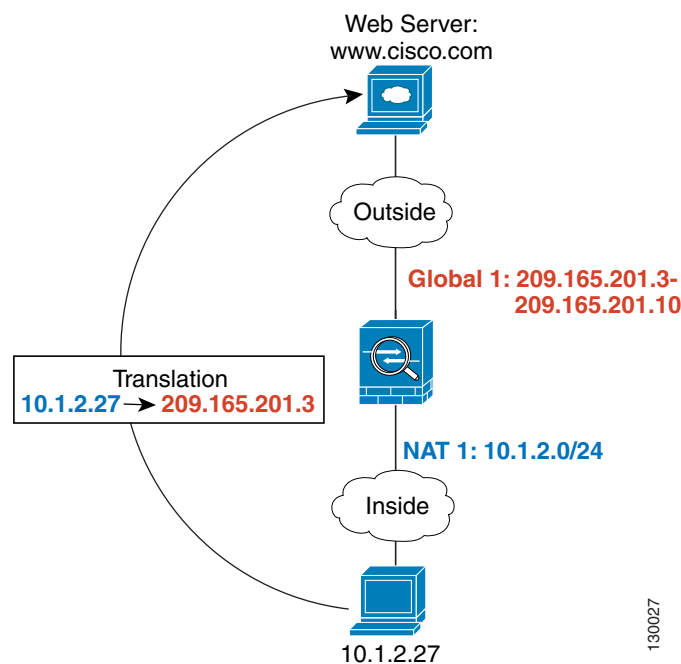 Web Server:
www.cisco.com
Outside
Global 1: 209.165.201.3-
209.165.201.10
Translation
10.1.2.27 → 209.165.201.3
NAT 1: 10.1.2.0/24
Inside
10.1.2.27
130027